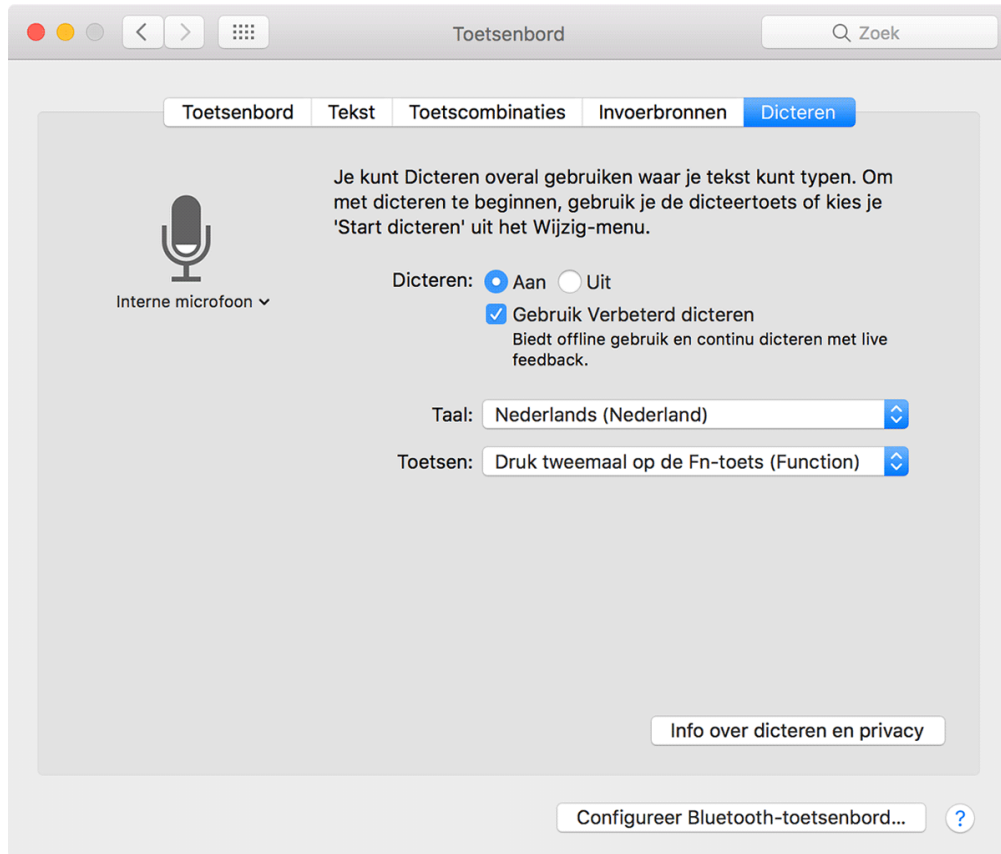 Toetsenbord
Zoek
Toetsenbord
Tekst
Toetscombinaties
Invoerbronnen
Dicteren
Je kunt Dicteren overal gebruiken waar je tekst kunt typen. Om
met dicteren te beginnen, gebruik je de dicteertoets of kies je
'Start dicteren' uit het Wijzig-menu.
Interne microfoon
Dicteren: Aan Uit
Gebruik Verbeterd dicteren
Biedt offline gebruik en continu dicteren met live
feedback.
Taal: Nederlands (Nederland)
Toetsen: Druk tweemaal op de Fn-toets (Function)
Info over dicteren en privacy
Configureer Bluetooth-toetsenbord...
?